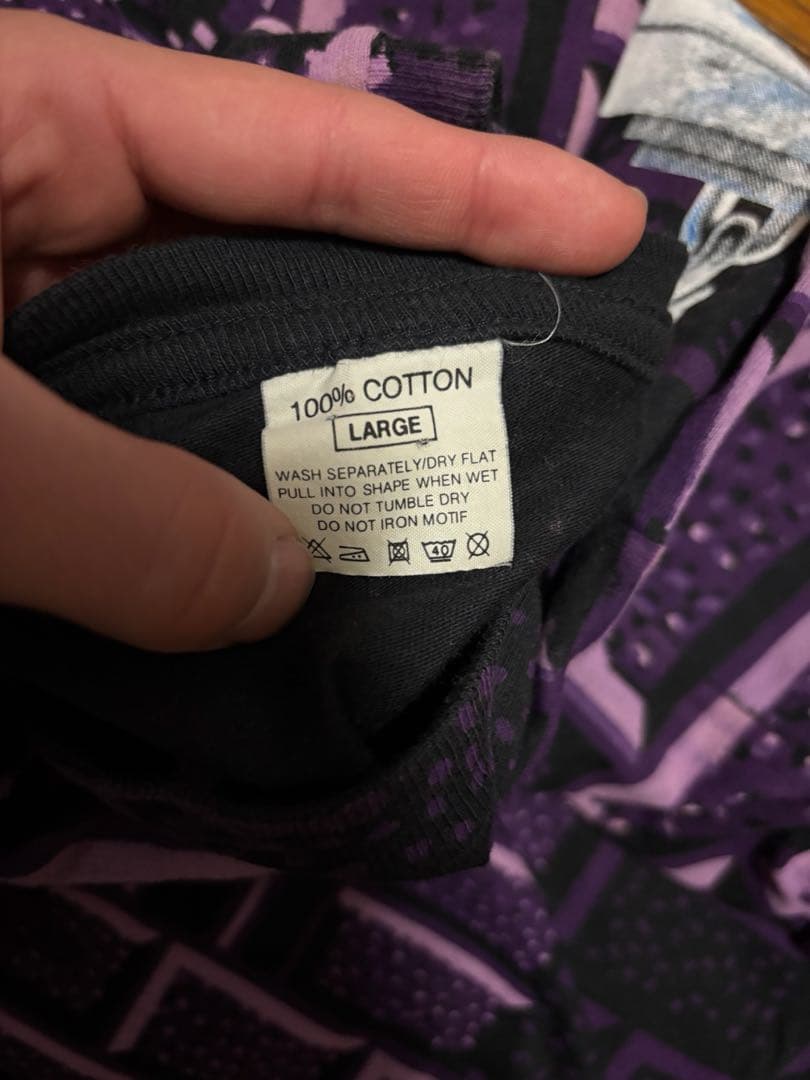 100% COTTON
LARGE
WASH SEPARATELY/DRY FLAT
PULL INTO SHAPE WHEN WET
DO NOT TUMBLE DRY
DO NOT IRON MOTIF
40